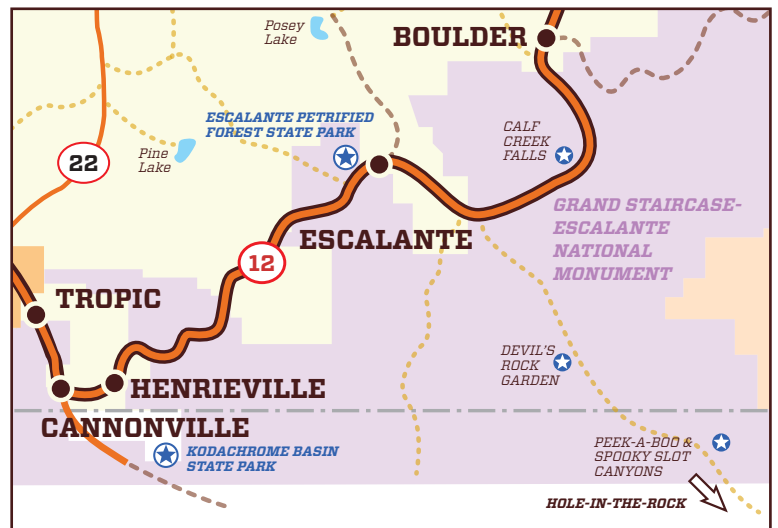 Posey
Lake
BOULDER
ESCALANTE PETRIFIED
FOREST STATE PARK
CALF
CREEK
FALLS
Pine
Lake
22
GRAND STAIRCASE-
ESCALANTE
NATIONAL
MONUMENT
ESCALANTE
12
TROPIC
DEVIL'S
ROCK
GARDEN
HENRIEVILLE
CANNONVILLE
KODACHROME BASIN
STATE PARK
PEEK-A-BOO &
SPOOKY SLOT
CANYONS
HOLE-IN-THE-ROCK